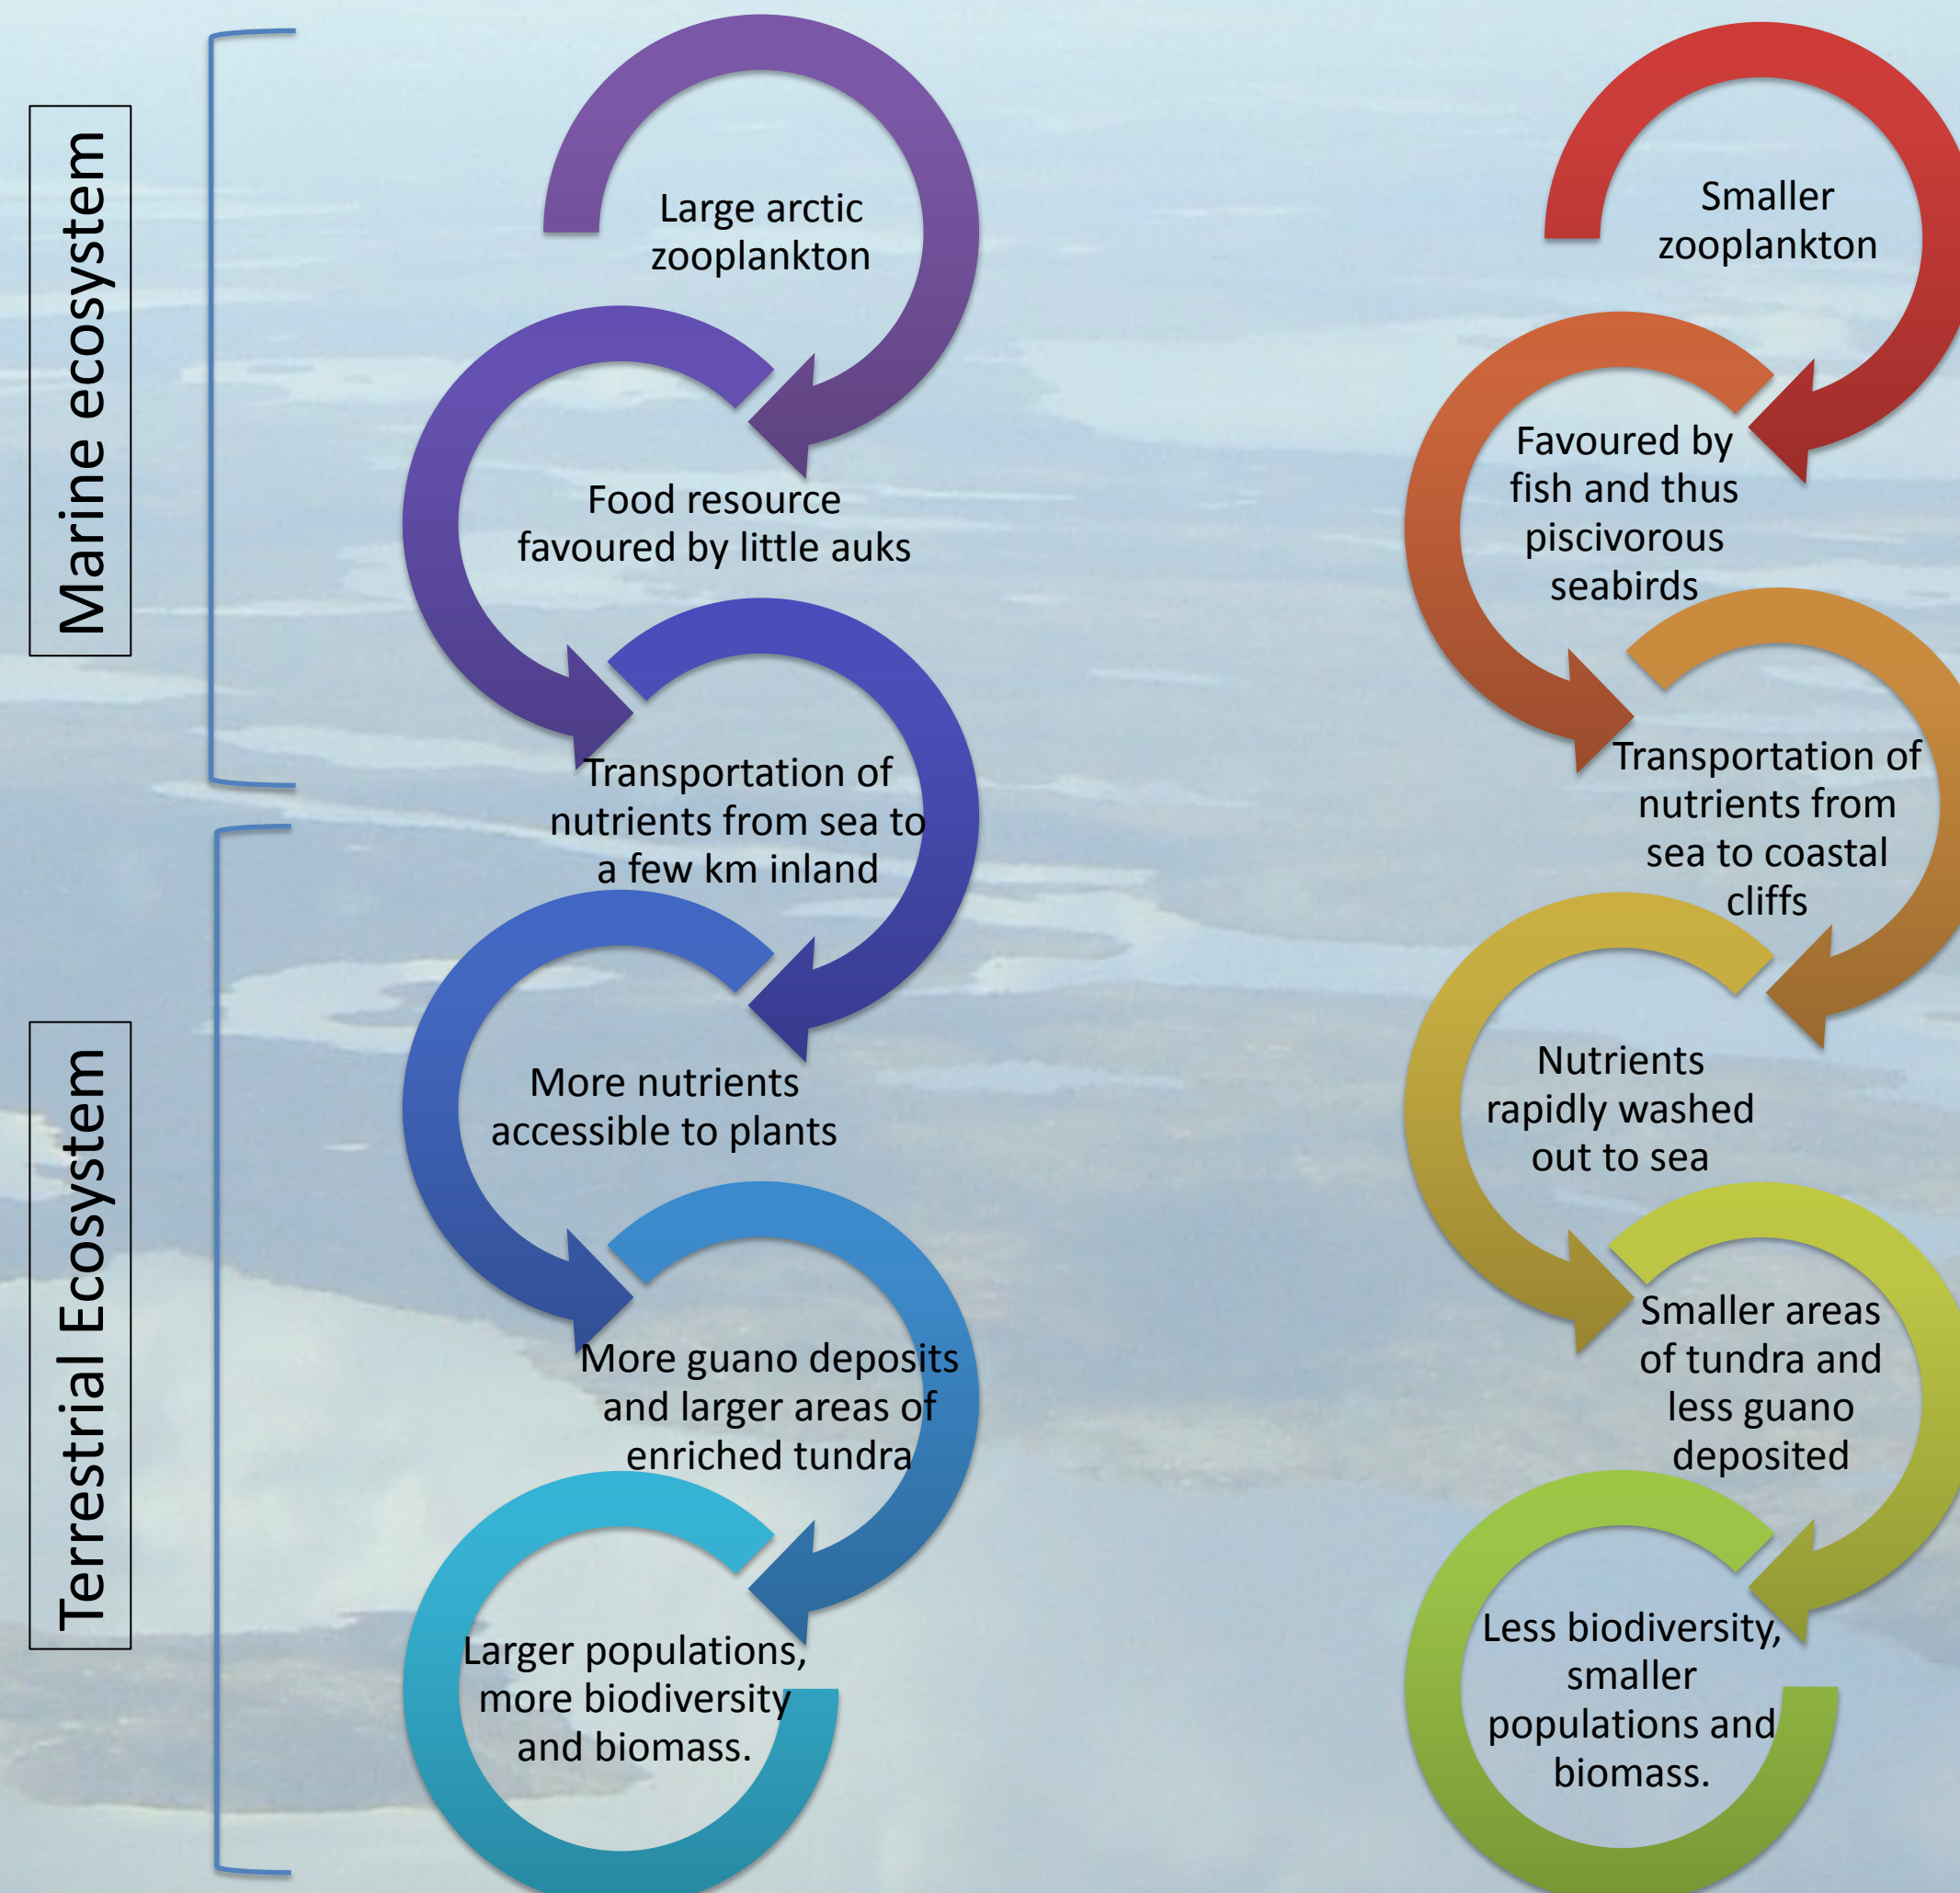 Marine ecosystem
Terrestrial Ecosystem
Large arctic
zooplankton
Food resource
favoured by little auks
Transportation of
nutrients from sea to
a few km inland
More nutrients
accessible to plants
More guano deposits
and larger areas of
enriched tundra
Larger populations,
more biodiversity
and biomass.
Smaller
zooplankton
Favoured by
fish and thus
piscivorous
seabirds
Transportation of
nutrients from
sea to coastal
cliffs
Nutrients
rapidly washed
out to sea
Smaller areas
of tundra and
less guano
deposited
Less biodiversity,
smaller
populations and
biomass.